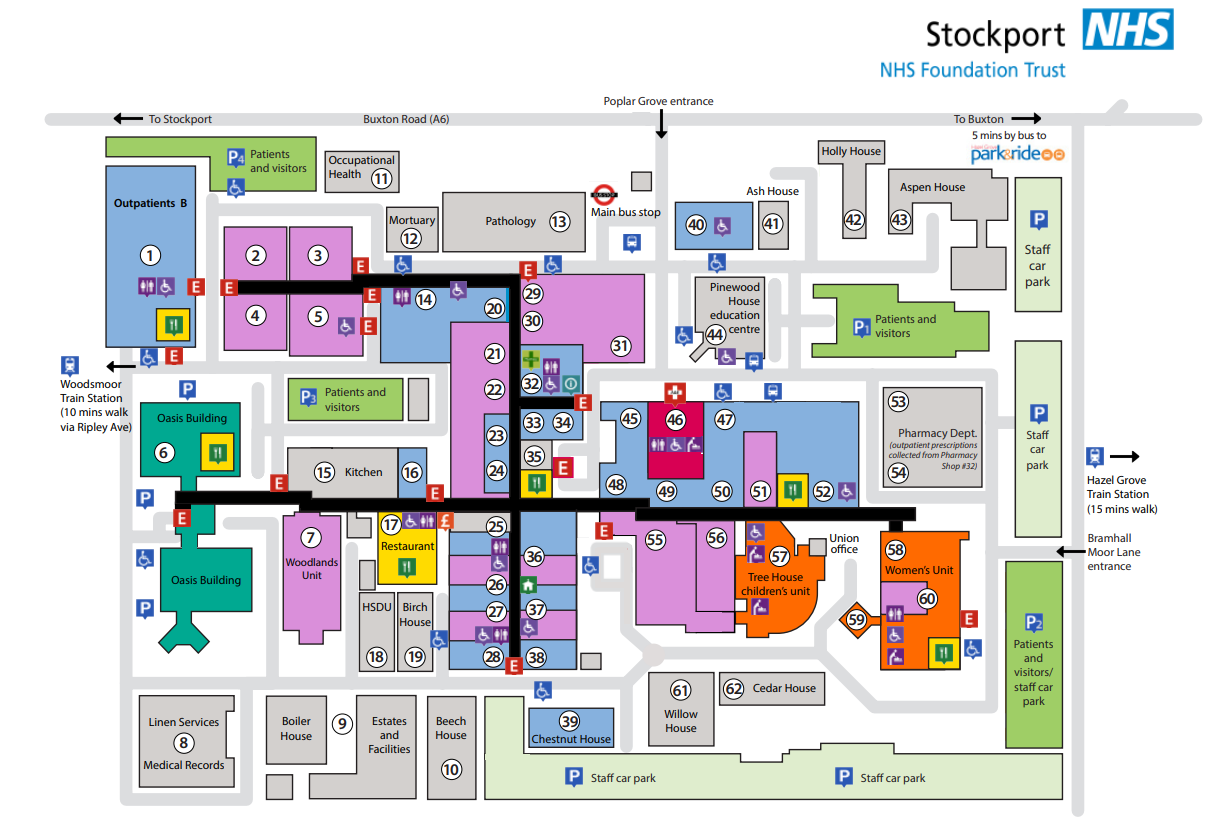 Stockport NHS
NHS Foundation Trust
Poplar Grove entrance
To Stockport
Buxton Road (A6)
To Buxton
5 mins by bus to
park&ride
P4 Patients
and visitors
Occupational
Health 11
Holly House
42
Aspen House
43
Outpatients B
1
Mortuary
12
Pathology 13
BUS STOP
Main bus stop
40
Ash House
41
P
Staff
car
park
2
3
4
5
E
E
E
E
E
E
14
20
E
29
30
31
Pinewood
House
education
centre
44
P1 Patients and
visitors
Woodsmoor
Train Station
(10 mins walk
via Ripley Ave)
P
Oasis Building
6
P3 Patients and
visitors
21
22
23
24
32
E
33
34
35
E
45
46
47
48
49
50
51
52
53
Pharmacy Dept.
(outpatient prescriptions
collected from Pharmacy
Shop #32)
54
P
Staff
car
park
Hazel Grove
Train Station
(15 mins walk)
15 Kitchen
16
E
E
P
E
7
Woodlands
Unit
17
£
Restaurant
25
26
27
28
36
37
38
E
E
55
56
57
Tree House
children's unit
Union
office
58
Women's Unit
60
59
E
Bramhall
Moor Lane
entrance
Oasis Building
P
HSDU
18
Birch
House
19
P2
Patients
and
visitors/
staff car
park
Linen Services
8
Medical Records
Boiler
House
9
Estates
and
Facilities
Beech
House
10
39
Chestnut House
61
Willow
House
62 Cedar House
P Staff car park
P Staff car park